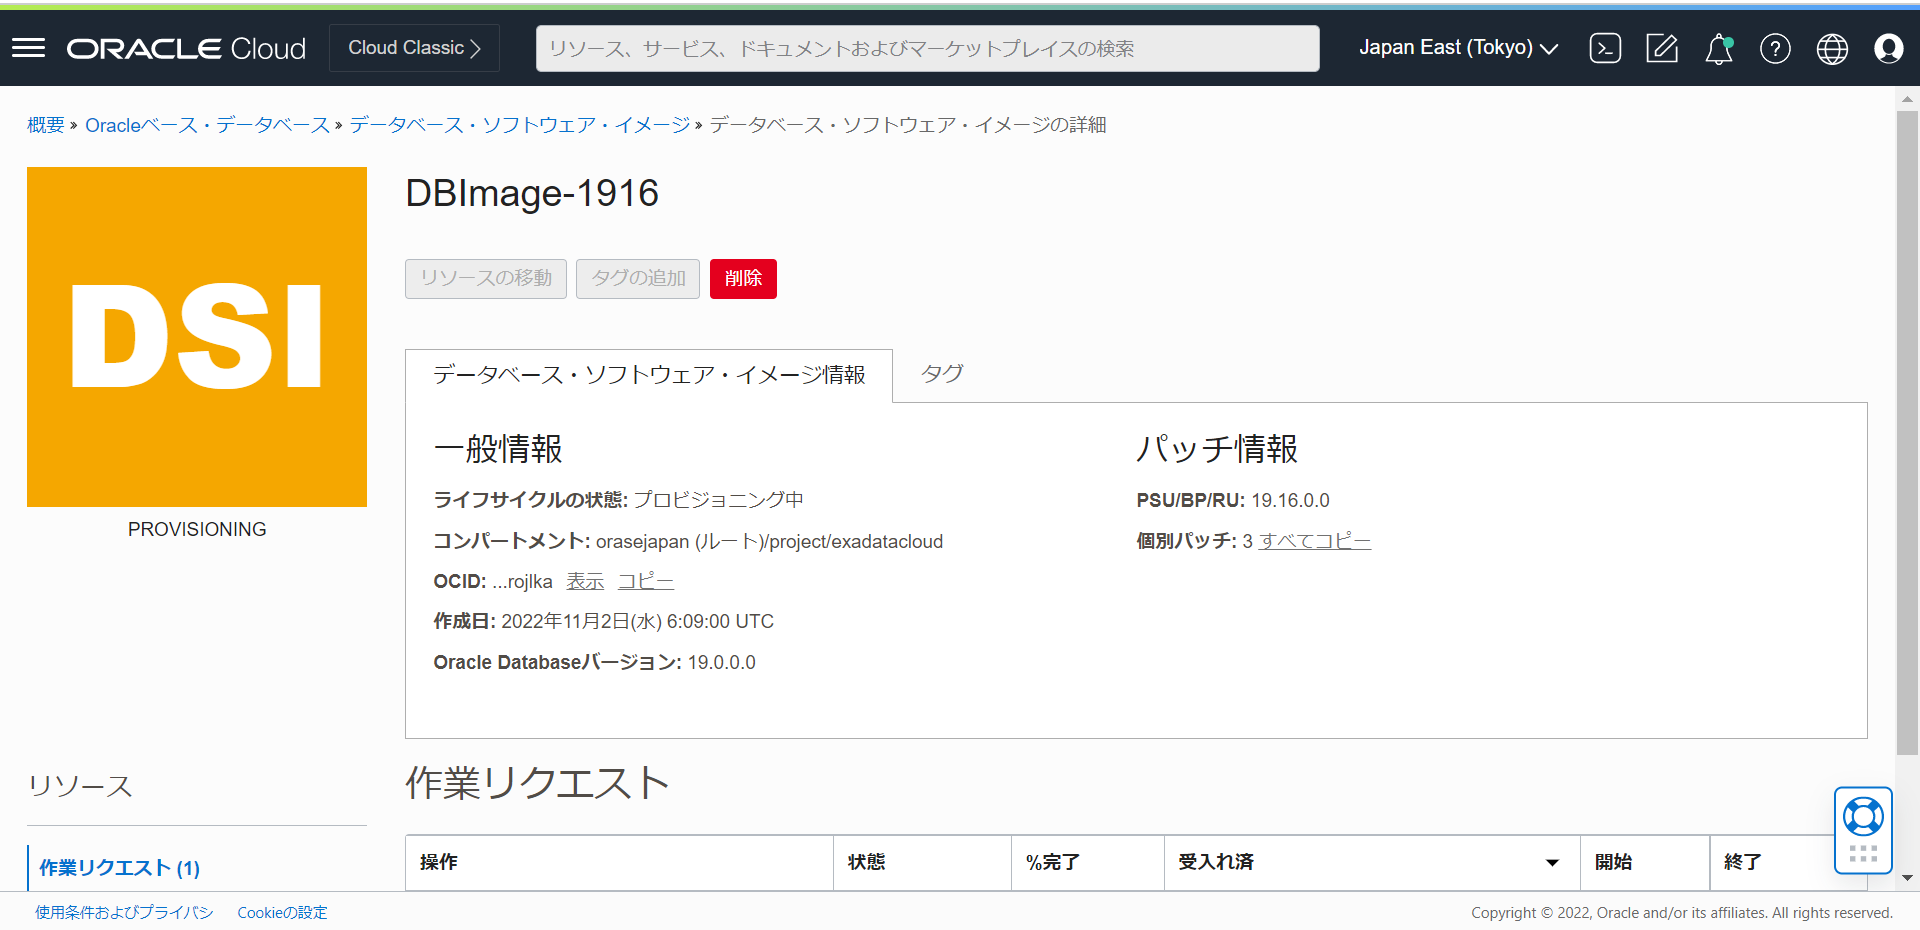 ORACLE Cloud
Cloud Classic
リソース、サービス、ドキュメントおよびマーケットプレイスの検索
Japan East (Tokyo)
概要 » Oracleベース・データベース » データベース・ソフトウェア・イメージ » データベース・ソフトウェア・イメージの詳細
DSI
PROVISIONING
DBImage-1916
リソースの移動 タグの追加 削除
データベース・ソフトウェア・イメージ情報 タグ
一般情報
ライフサイクルの状態: プロビジョニング中
コンパートメント: orasejapan (ルート)/project/exadatacloud
OCID: ...rojlka 表示 コピー
作成日: 2022年11月2日(水) 6:09:00 UTC
Oracle Databaseバージョン: 19.0.0.0
パッチ情報
PSU/BP/RU: 19.16.0.0
個別パッチ: 3 すべてコピー
リソース
作業リクエスト (1)
作業リクエスト
操作 状態 %完了 受入れ済 開始 終了
使用条件およびプライバシ Cookieの設定
Copyright © 2022, Oracle and/or its affiliates. All rights reserved.